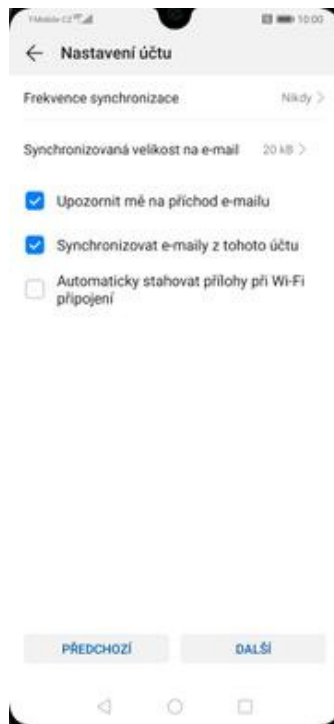 T-Mobile CZ 10:00
Nastavení účtu
Frekvence synchronizace Nikdy
Synchronizovaná velikost na e-mail 20 kB
Upozornit mě na příchod e-mailu
Synchronizovat e-maily z tohoto účtu
Automaticky stahovat přílohy při Wi-Fi
připojení
PŘEDCHOZÍ DALŠÍ